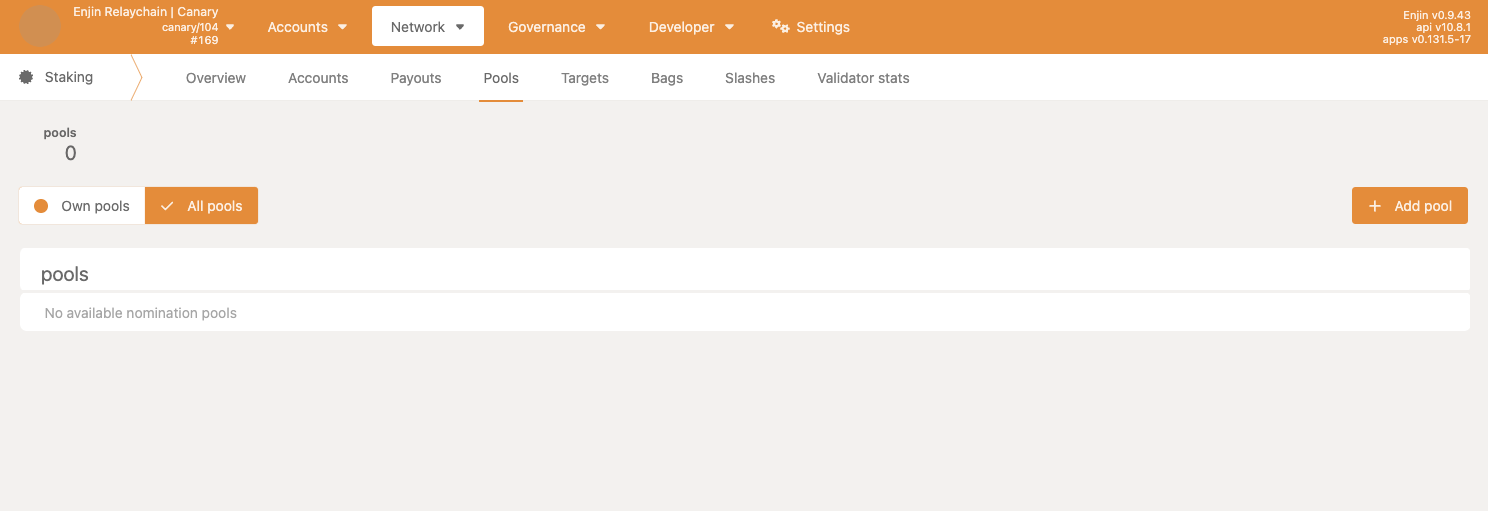 Enjin Relaychain | Canary
canary/104
#169
Accounts
Network
Governance
Developer
Settings
Enjin v0.9.43
api v10.8.1
apps v0.131.5-17
Staking
Overview
Accounts
Payouts
Pools
Targets
Bags
Slashes
Validator stats
pools
0
Own pools
All pools
Add pool
pools
No available nomination pools